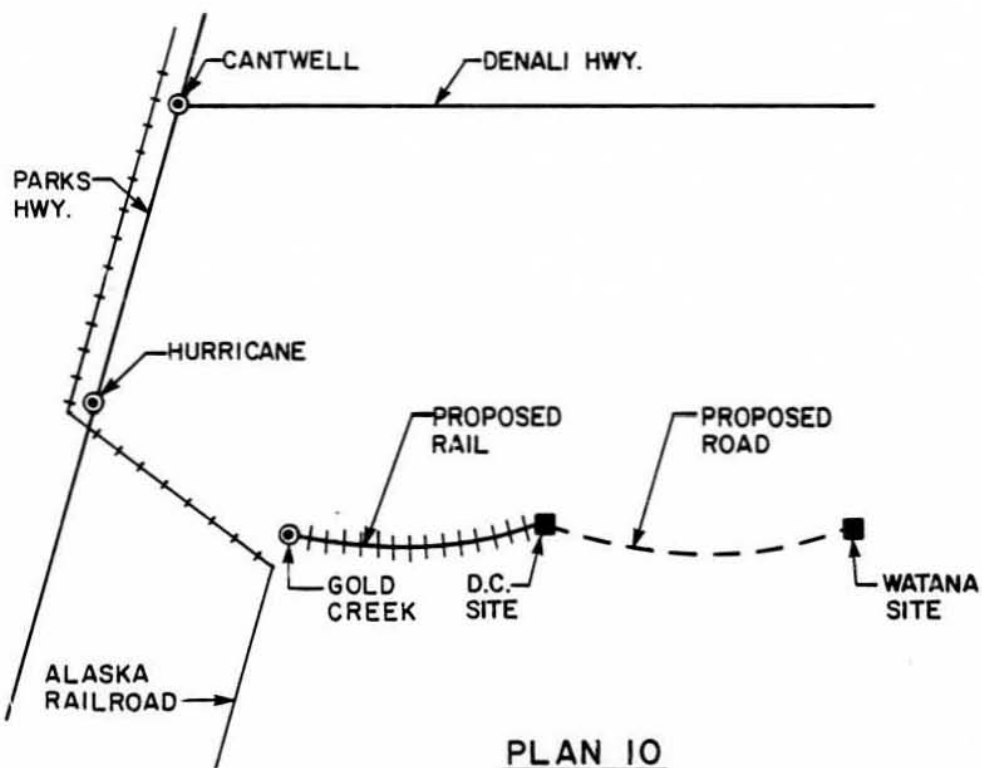 CANTWELL
DENALI HWY.
PARKS
HWY.
HURRICANE
PROPOSED
RAIL
PROPOSED
ROAD
GOLD
CREEK
D.C.
SITE
WATANA
SITE
ALASKA
RAILROAD
PLAN 10